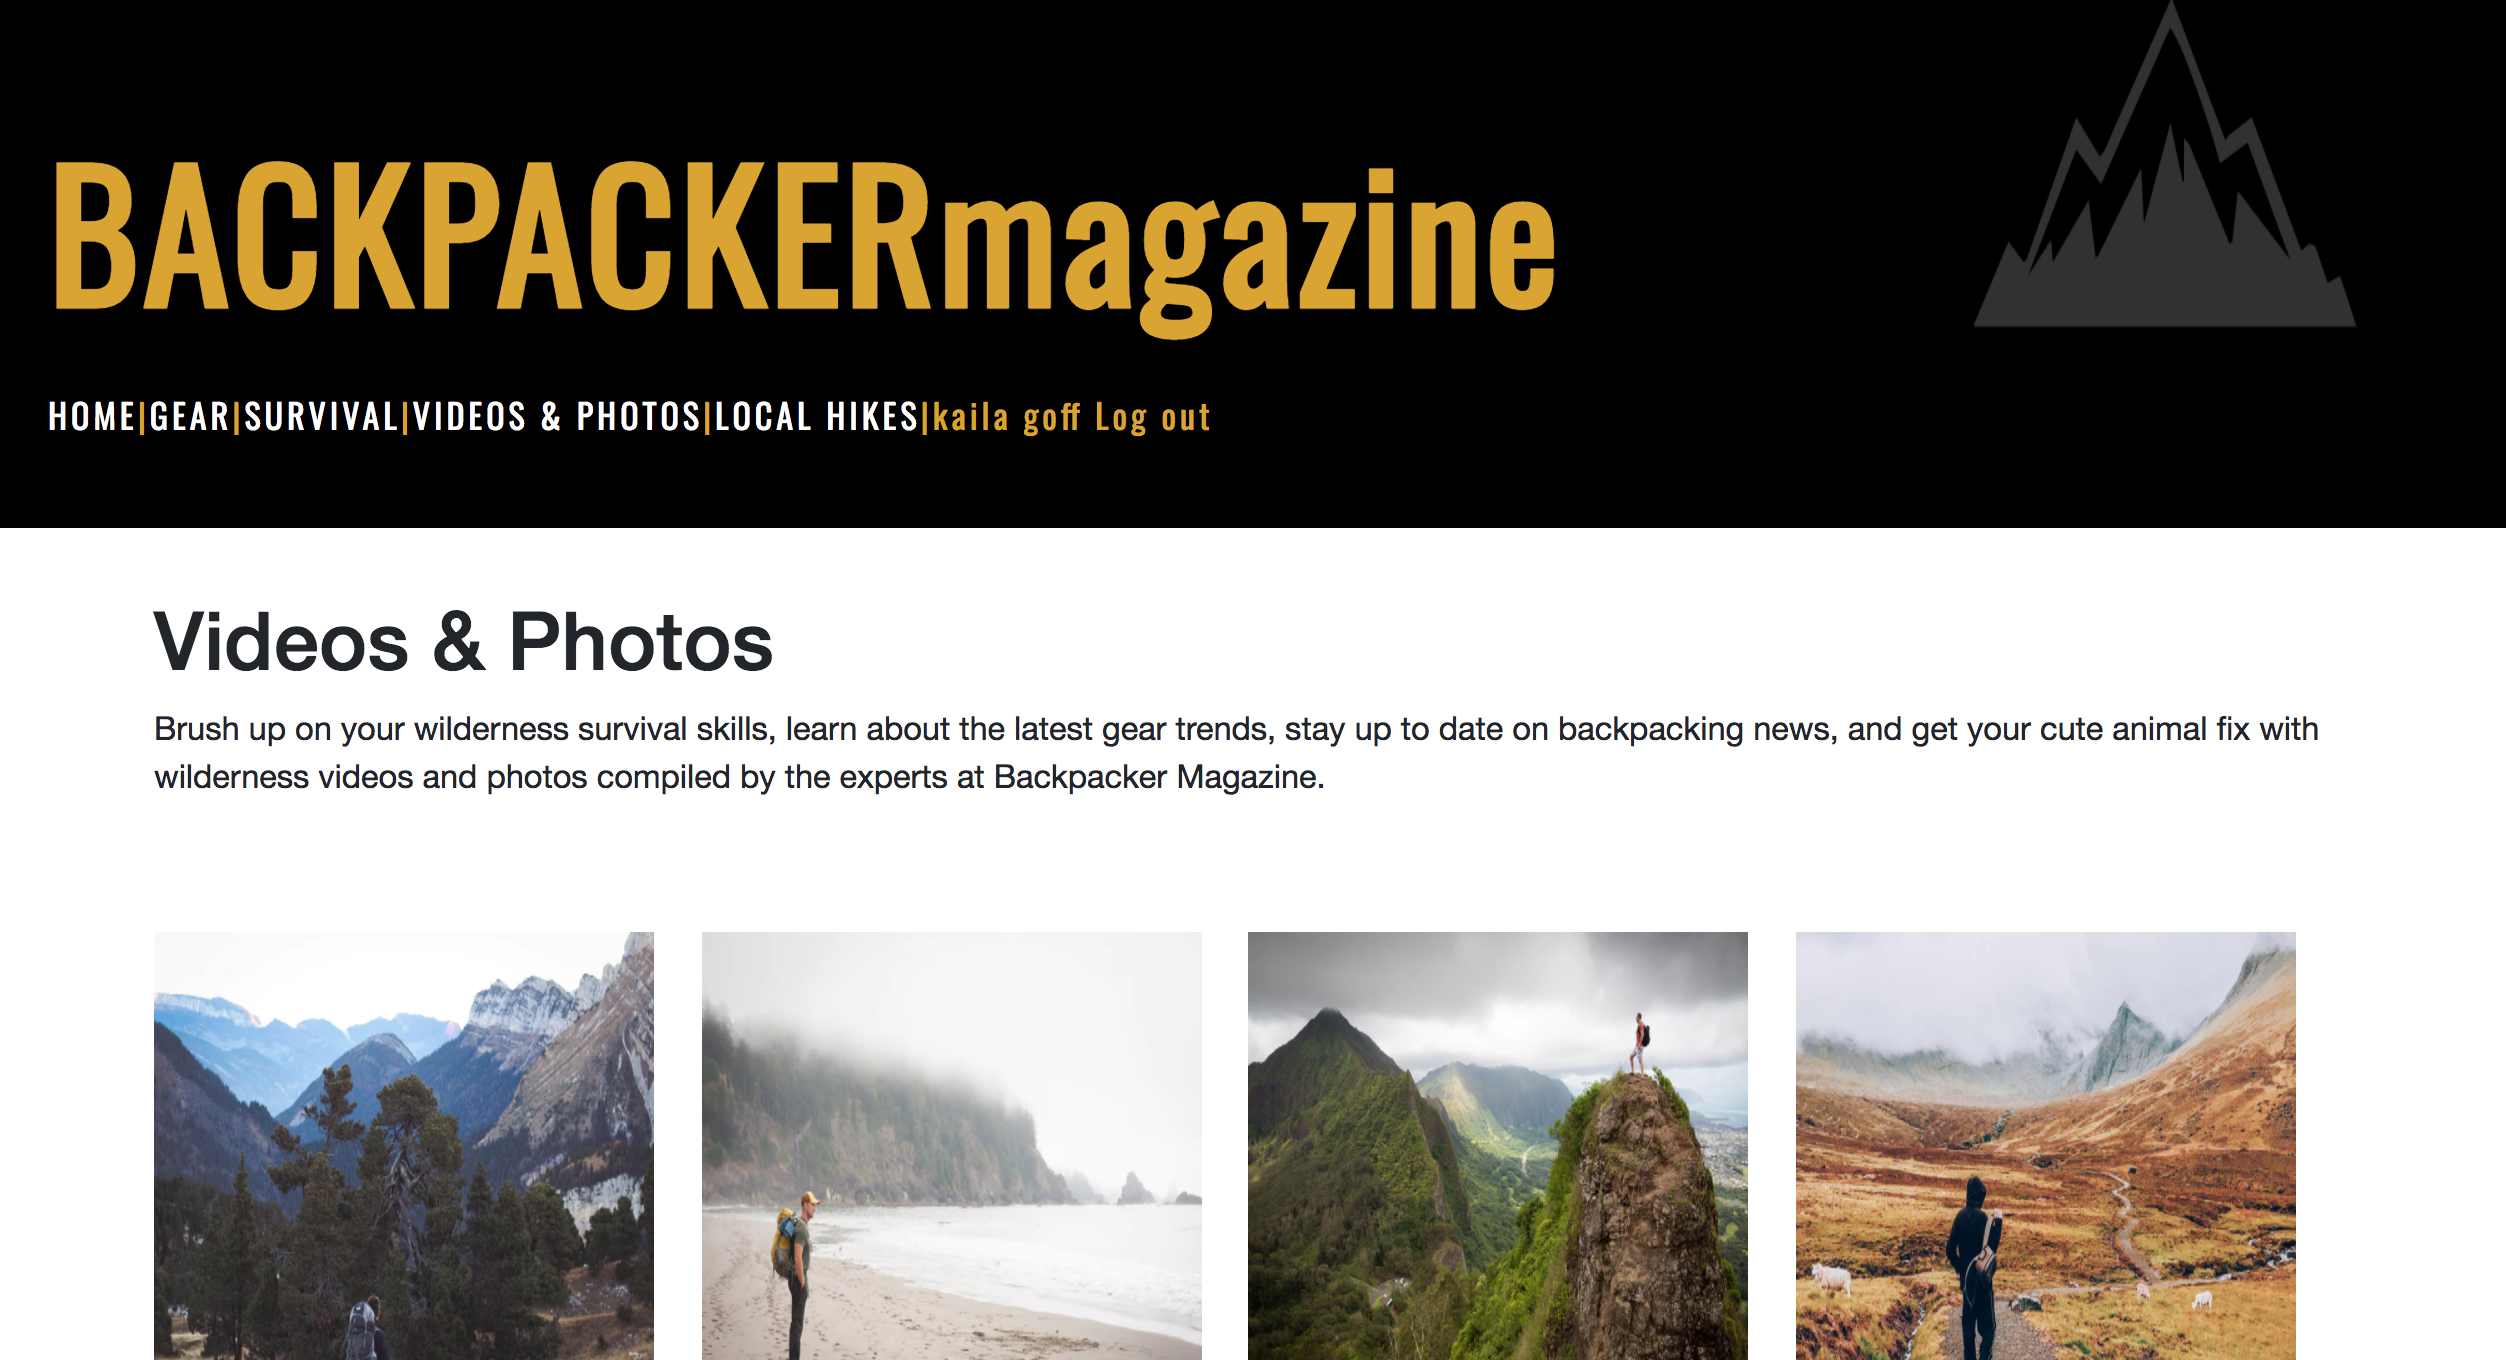 BACKPACKERmagazine
HOME|GEAR|SURVIVAL|VIDEOS & PHOTOS|LOCAL HIKES|kaila goff Log out
Videos & Photos
Brush up on your wilderness survival skills, learn about the latest gear trends, stay up to date on backpacking news, and get your cute animal fix with
wilderness videos and photos compiled by the experts at Backpacker Magazine.